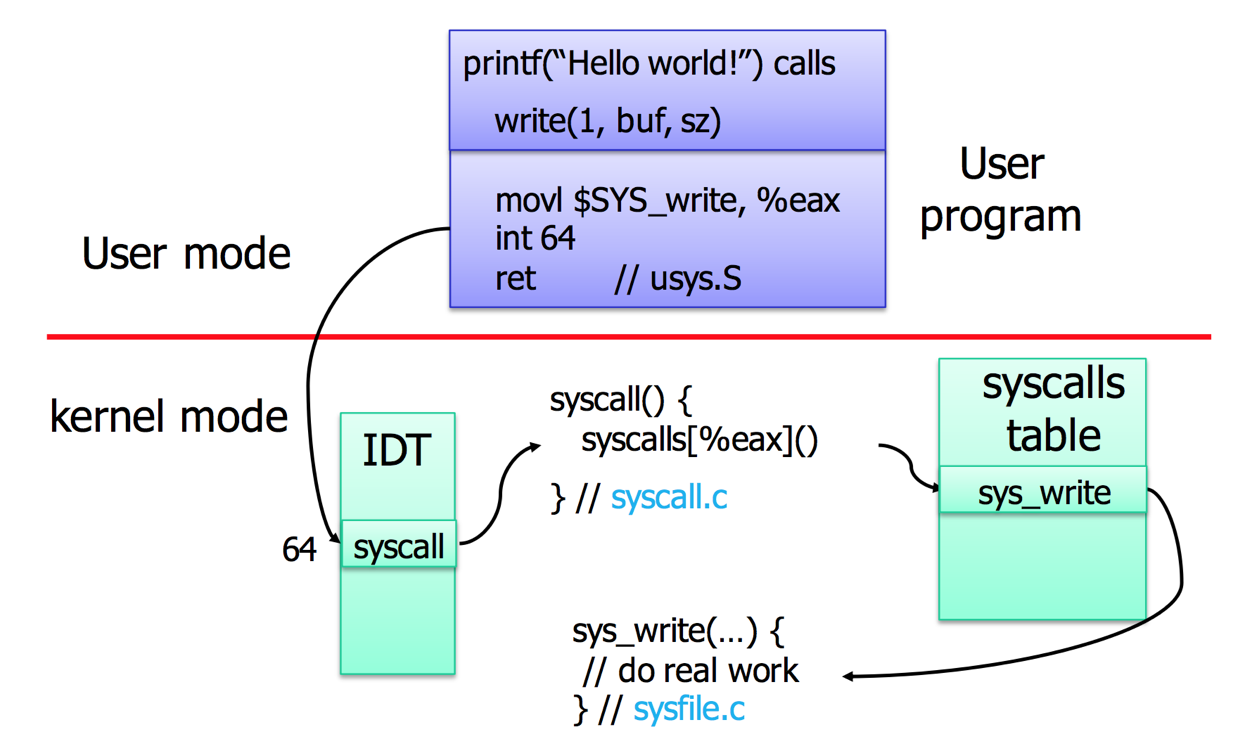 printf(“Hello world!”) calls
write(1, buf, sz)
movl $SYS_write, %eax
int 64
ret // usys.S
User
program
User mode
kernel mode
IDT
64
syscall
syscall() {
syscalls[%eax]()
} // syscall.c
syscalls
table
sys_write
sys_write(...) {
// do real work
} // sysfile.c